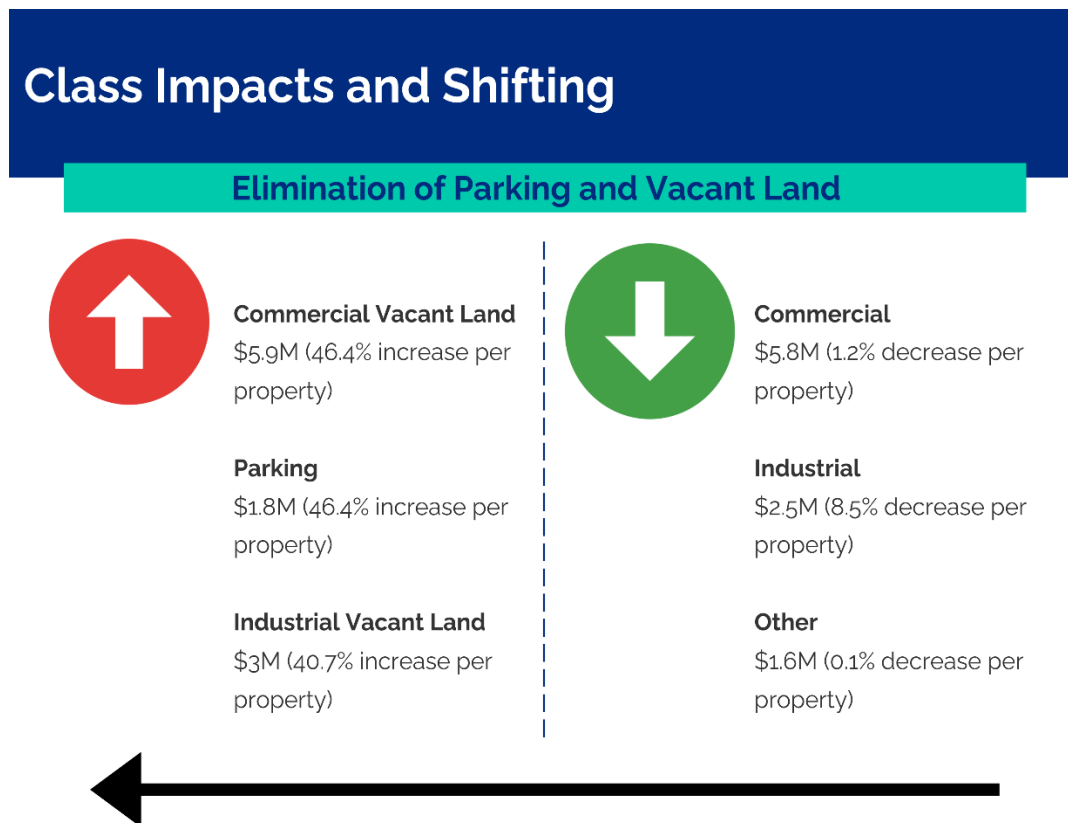 Class Impacts and Shifting
Elimination of Parking and Vacant Land
Commercial Vacant Land
$5.9M (46.4% increase per
property)
Parking
$1.8M (46.4% increase per
property)
Industrial Vacant Land
$3M (40.7% increase per
property)
Commercial
$5.8M (1.2% decrease per
property)
Industrial
$2.5M (8.5% decrease per
property)
Other
$1.6M (0.1% decrease per
property)